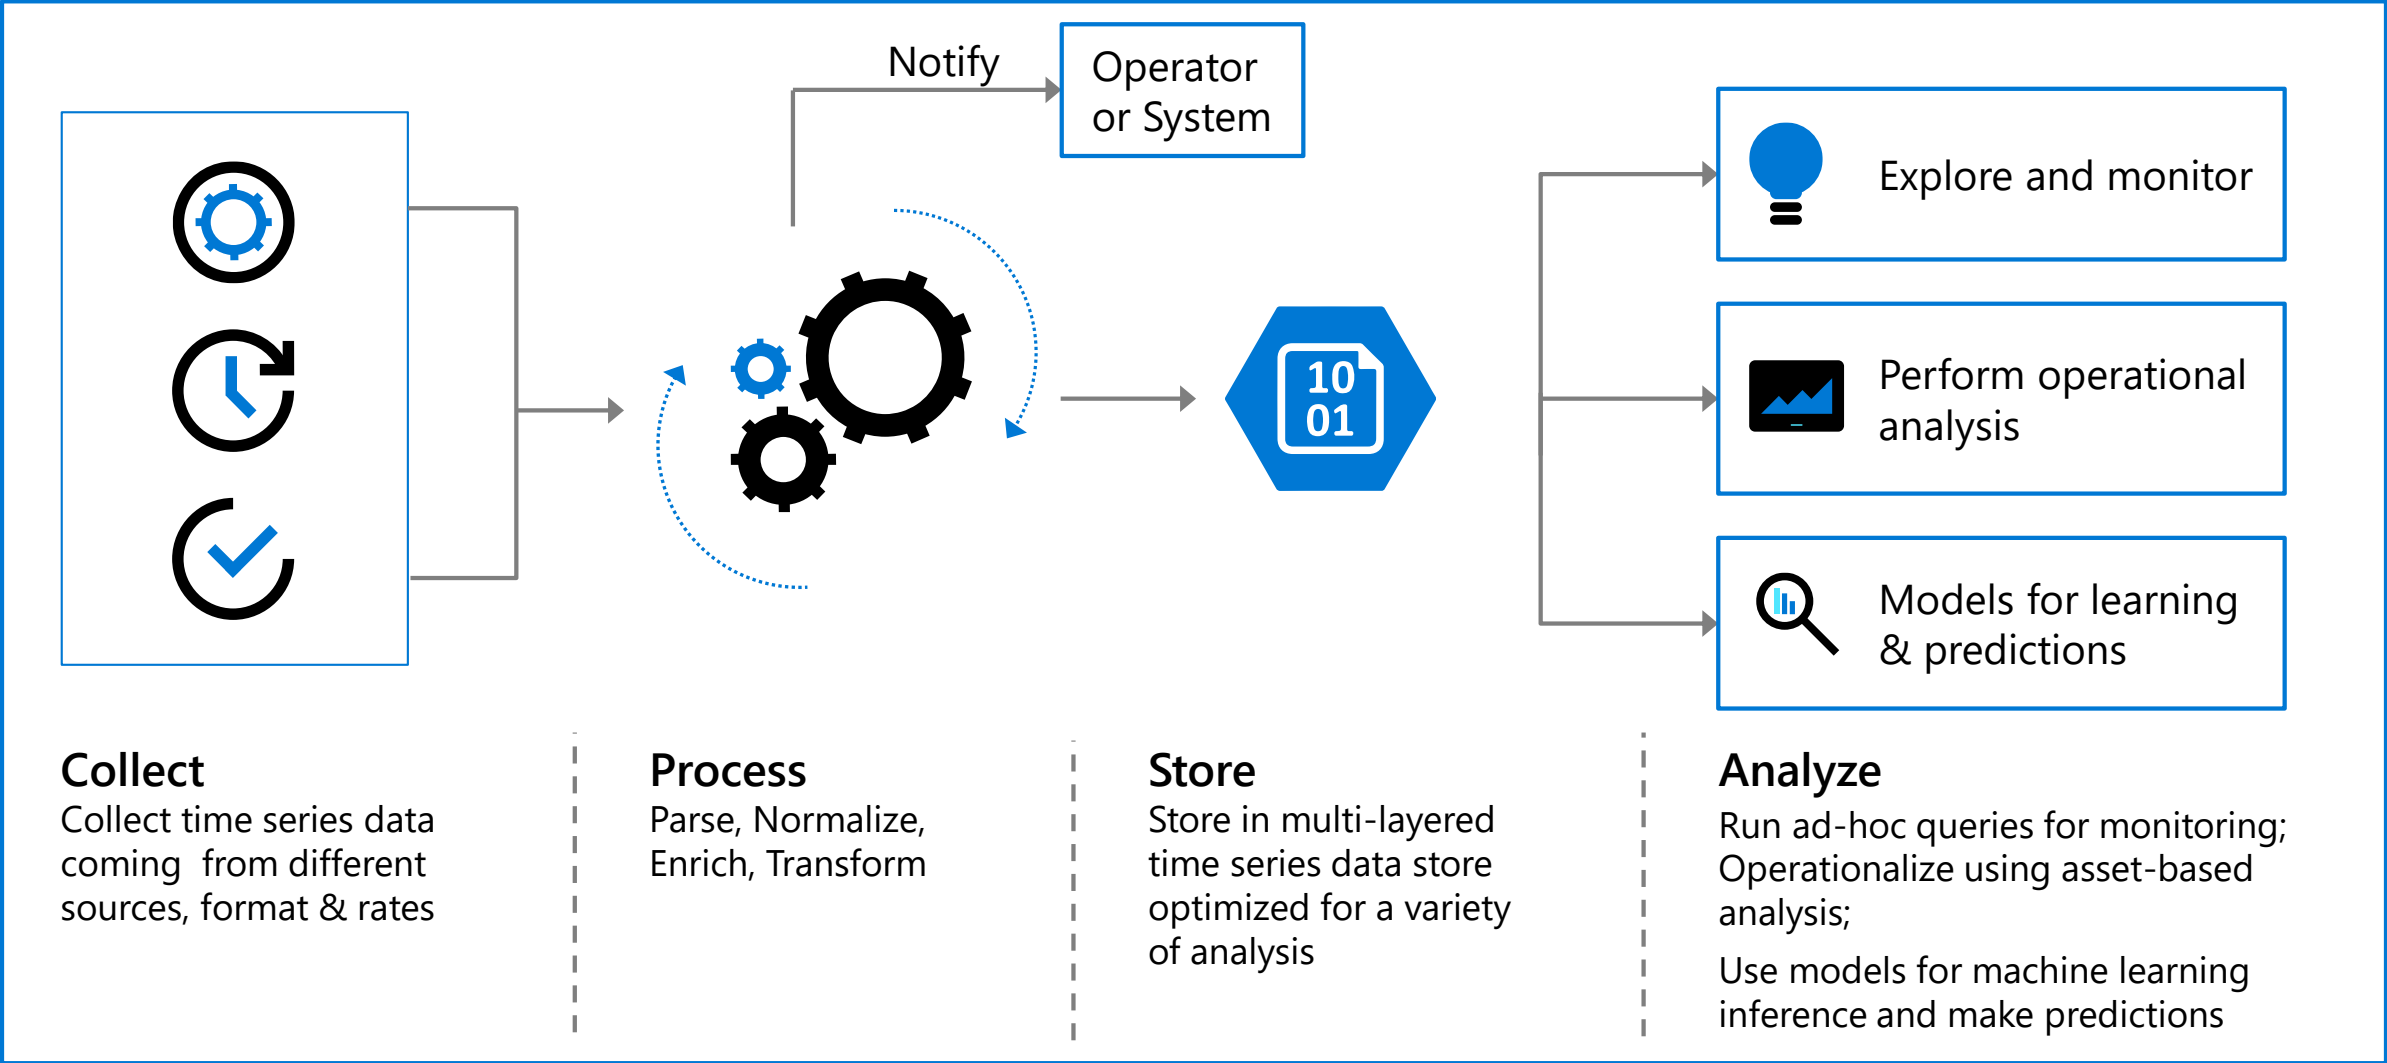 Notify
Operator
or System
10
01
Explore and monitor
Perform operational
analysis
Models for learning
& predictions
Collect
Collect time series data
coming  from different
sources, format & rates
Process
Parse, Normalize,
Enrich, Transform
Store
Store in multi-layered
time series data store
optimized for a variety
of analysis
Analyze
Run ad-hoc queries for monitoring;
Operationalize using asset-based
analysis;
Use models for machine learning
inference and make predictions